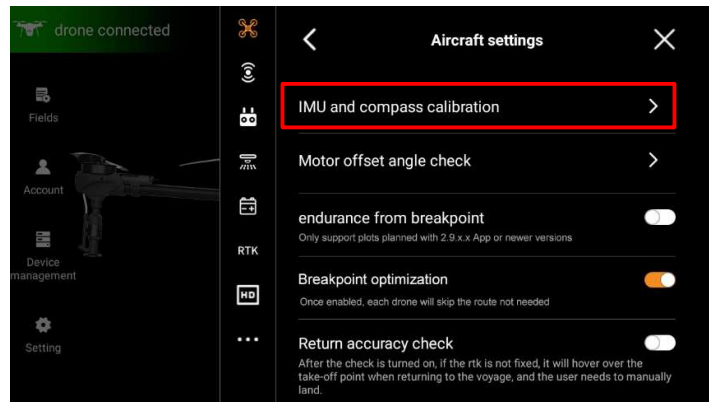 drone connected
Fields
Account
Device
management
Setting
RTK
HD
Aircraft settings
IMU and compass calibration
Motor offset angle check
endurance from breakpoint
Only support plots planned with 2.9.x.x App or newer versions
Breakpoint optimization
Once enabled, each drone will skip the route not needed
Return accuracy check
After the check is turned on, if the rtk is not fixed, it will hover over the
take-off point when returning to the voyage, and the user needs to manually
land.